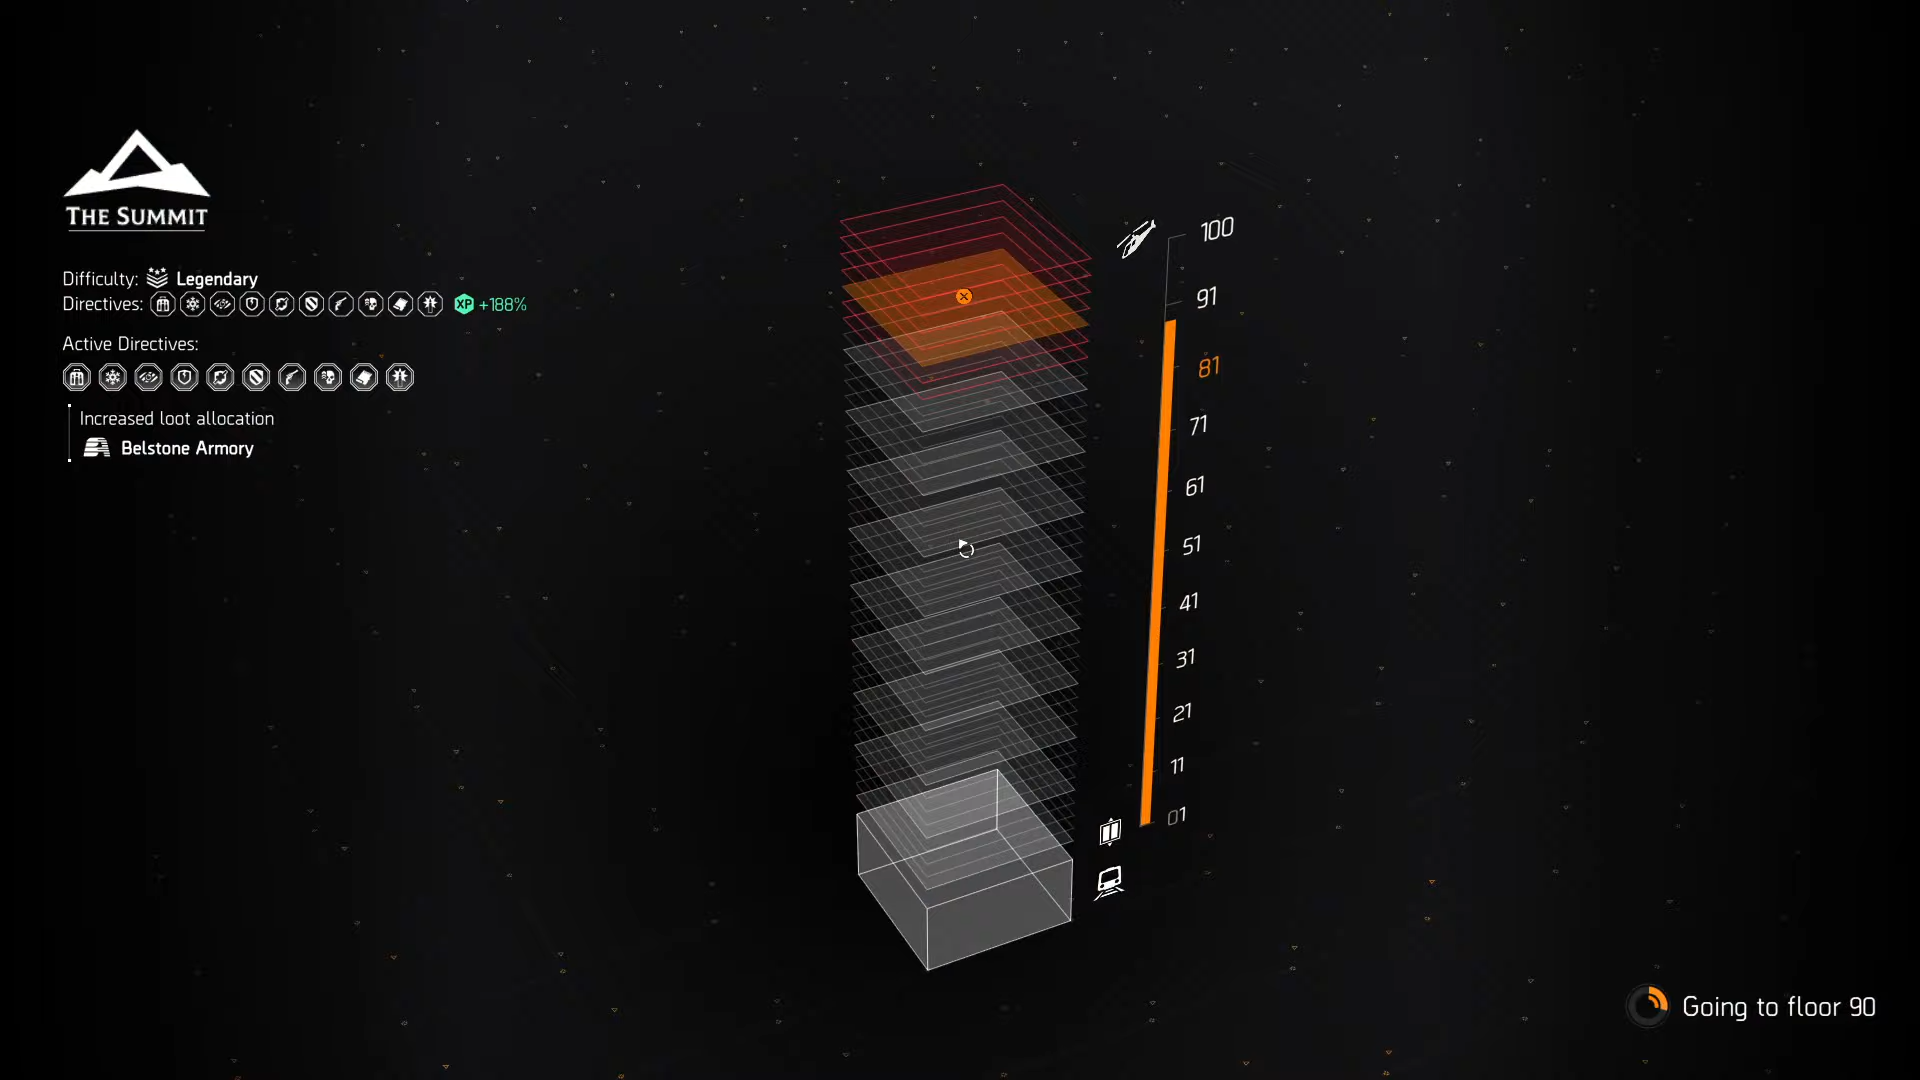 THE SUMMIT
Difficulty: Legendary
Directives: XP +188%
Active Directives:
Increased loot allocation
Belstone Armory
100
91
81
71
61
51
41
31
21
11
01
Going to floor 90